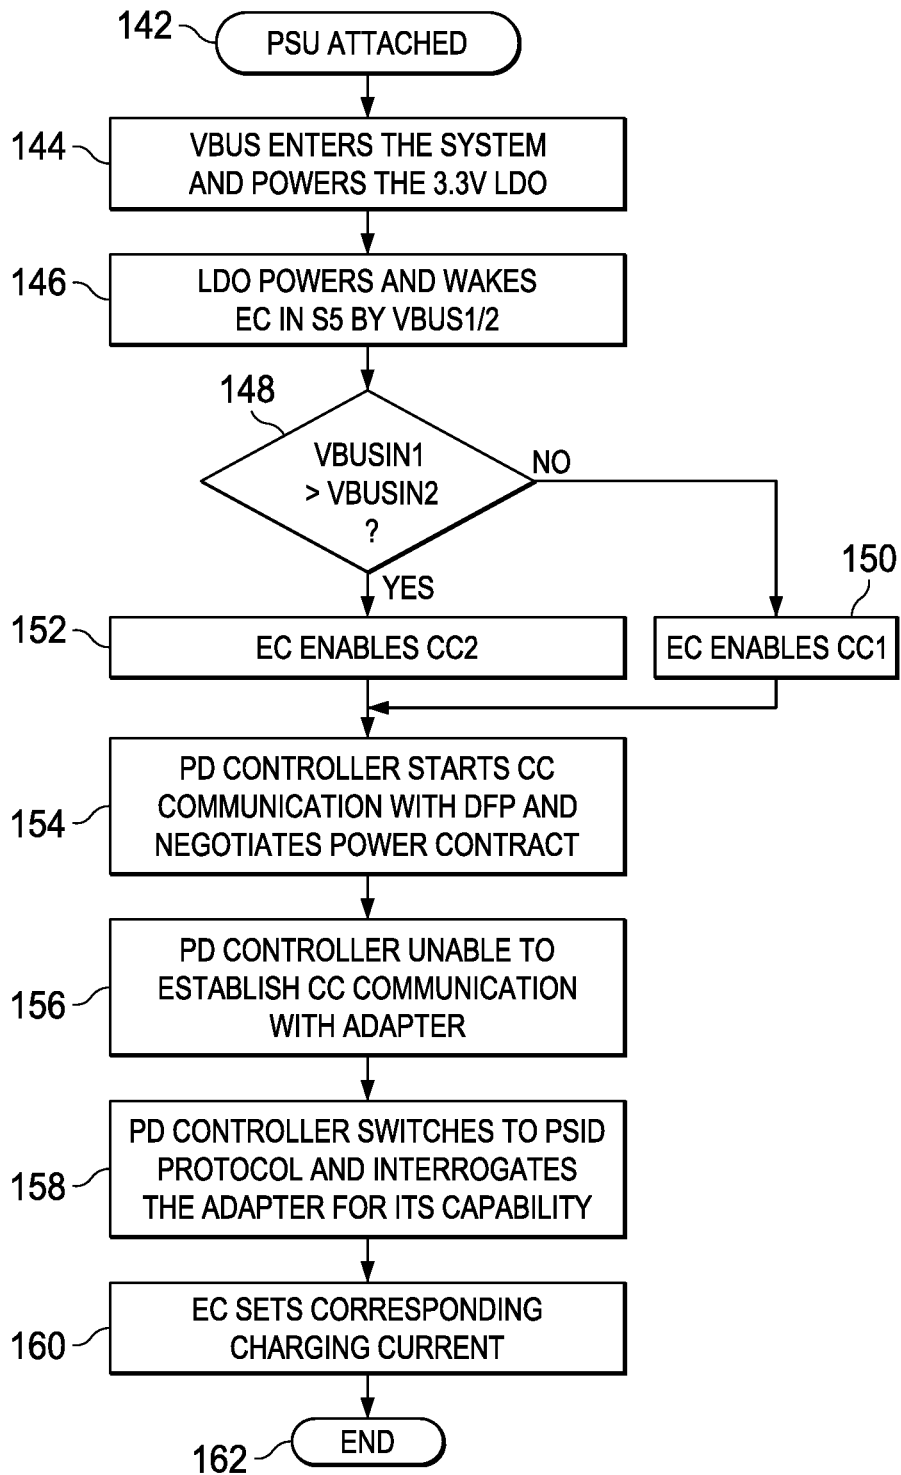 142
PSU ATTACHED
144
VBUS ENTERS THE SYSTEM
AND POWERS THE 3.3V LDO
146
LDO POWERS AND WAKES
EC IN S5 BY VBUS1/2
148
VBUSIN1
> VBUSIN2
?
NO
YES
150
EC ENABLES CC1
152
EC ENABLES CC2
154
PD CONTROLLER STARTS CC
COMMUNICATION WITH DFP AND
NEGOTIATES POWER CONTRACT
156
PD CONTROLLER UNABLE TO
ESTABLISH CC COMMUNICATION
WITH ADAPTER
158
PD CONTROLLER SWITCHES TO PSID
PROTOCOL AND INTERROGATES
THE ADAPTER FOR ITS CAPABILITY
160
EC SETS CORRESPONDING
CHARGING CURRENT
162
END